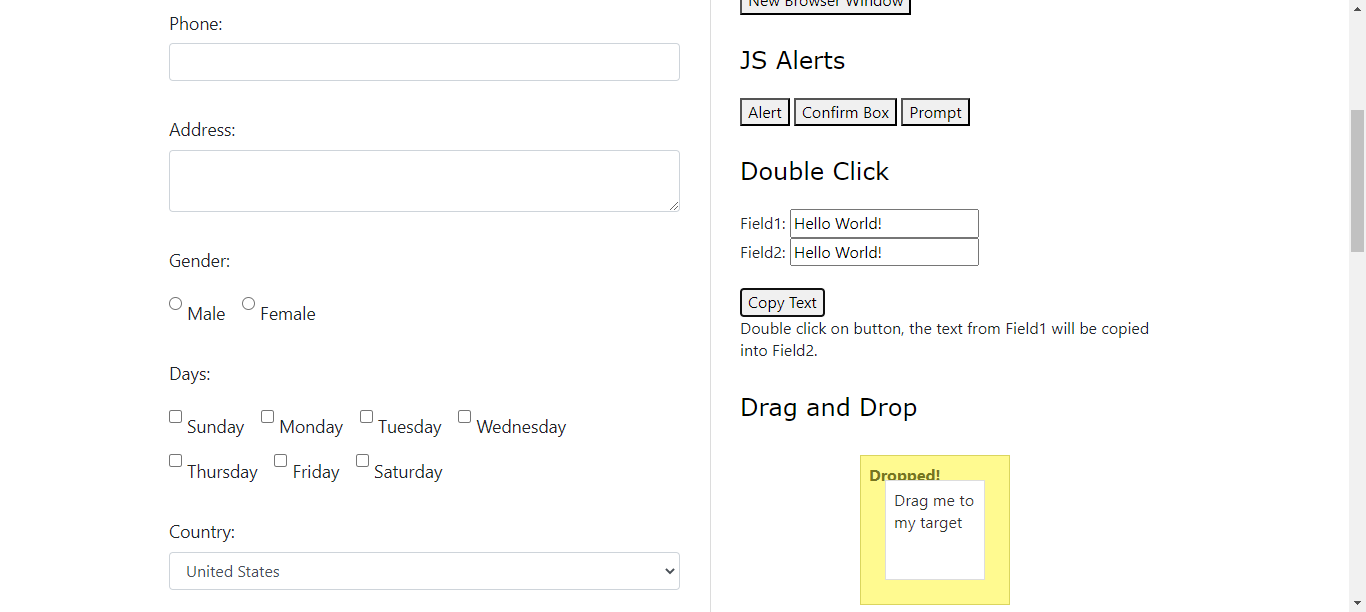 Phone:
Address:
Gender:
Male Female
Days:
Sunday Monday Tuesday Wednesday
Thursday Friday Saturday
Country:
United States
New Browser Window
JS Alerts
Alert Confirm Box Prompt
Double Click
Field1: Hello World!
Field2: Hello World!
Copy Text
Double click on button, the text from Field1 will be copied
into Field2.
Drag and Drop
Dropped!
Drag me to
my target